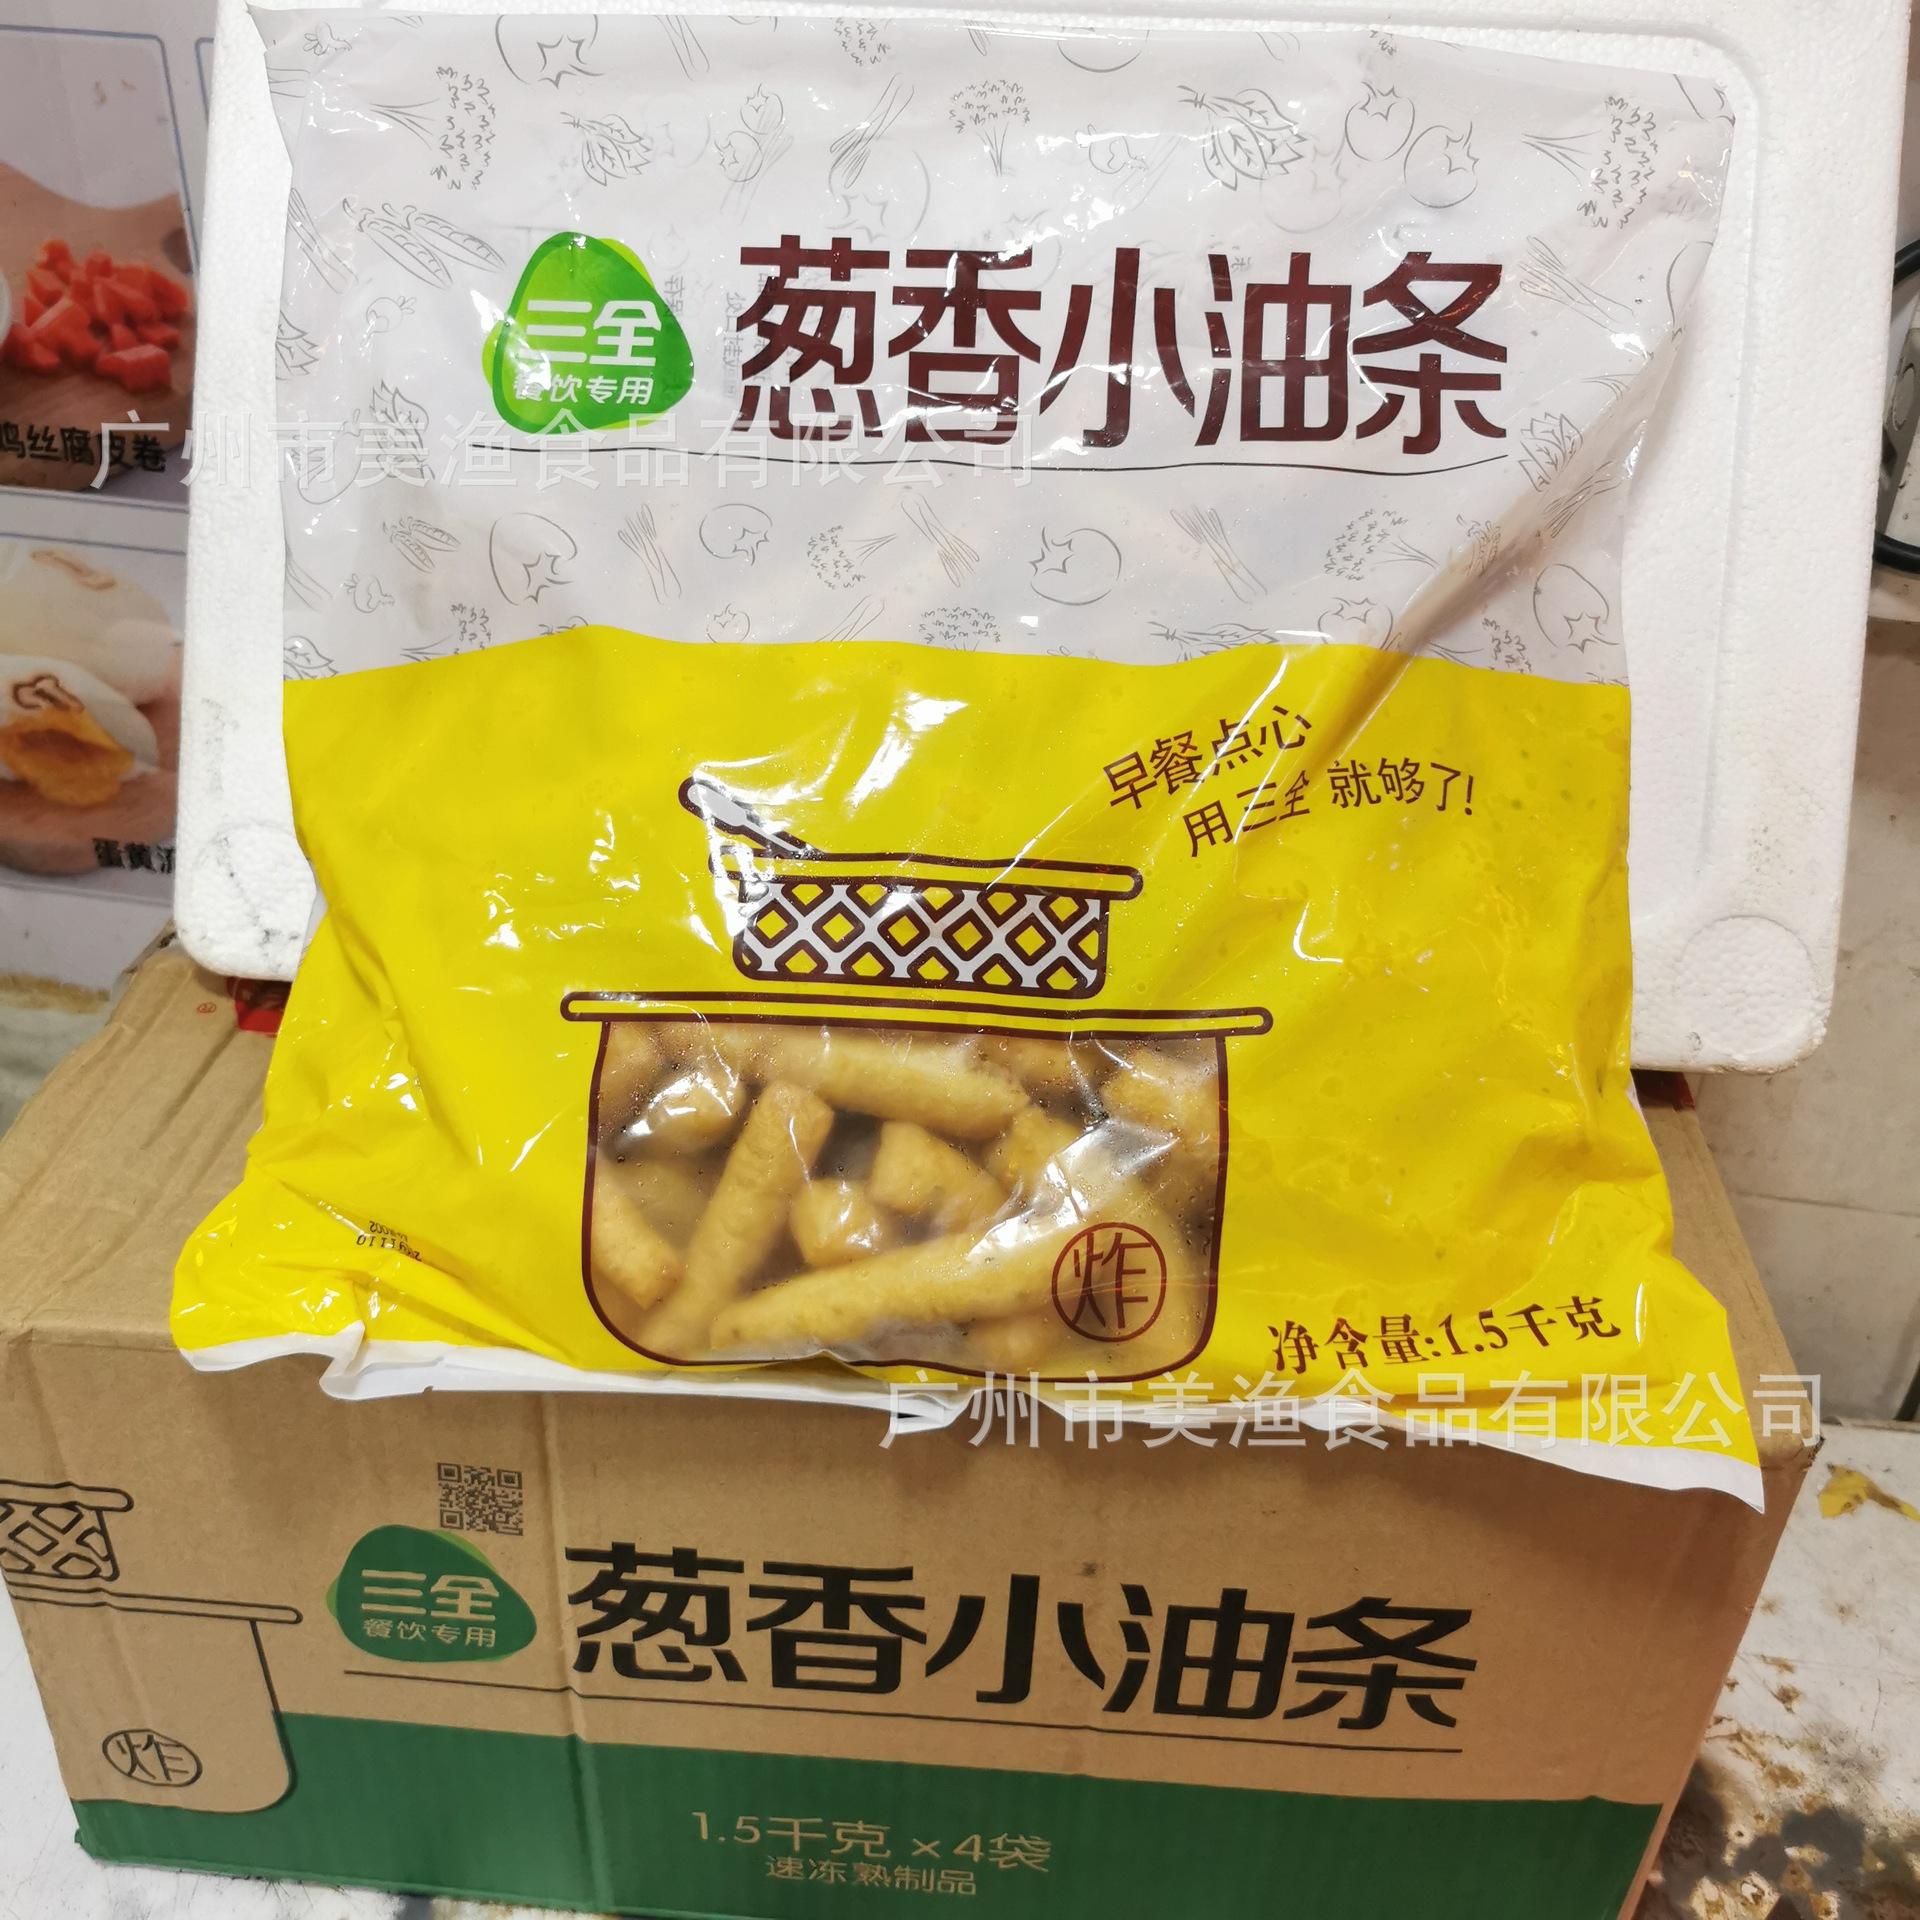 三全
餐饮专用
葱香小油条
广州市美渔食品有限公司
鸡丝腐皮卷
早餐点心
用三全就够了!
蛋黄流
炸
净含量:1.5千克
广州市美渔食品有限公司
三全
餐饮专用
葱香小油条
炸
1.5千克×4袋
速冻熟制品